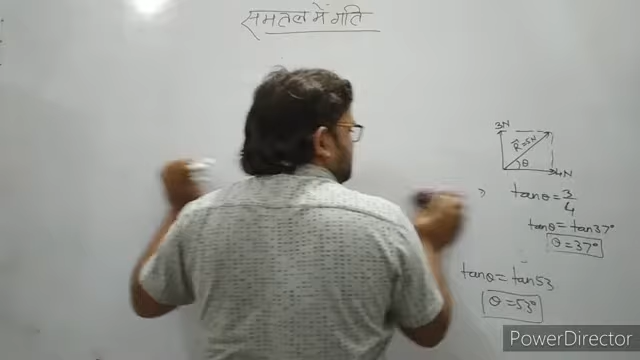 समतल में गति
3N
R=5N
θ
4N
tanθ = 3/4
tanθ = tan37°
θ = 37°
tanθ = tan53
θ = 53°
PowerDirector